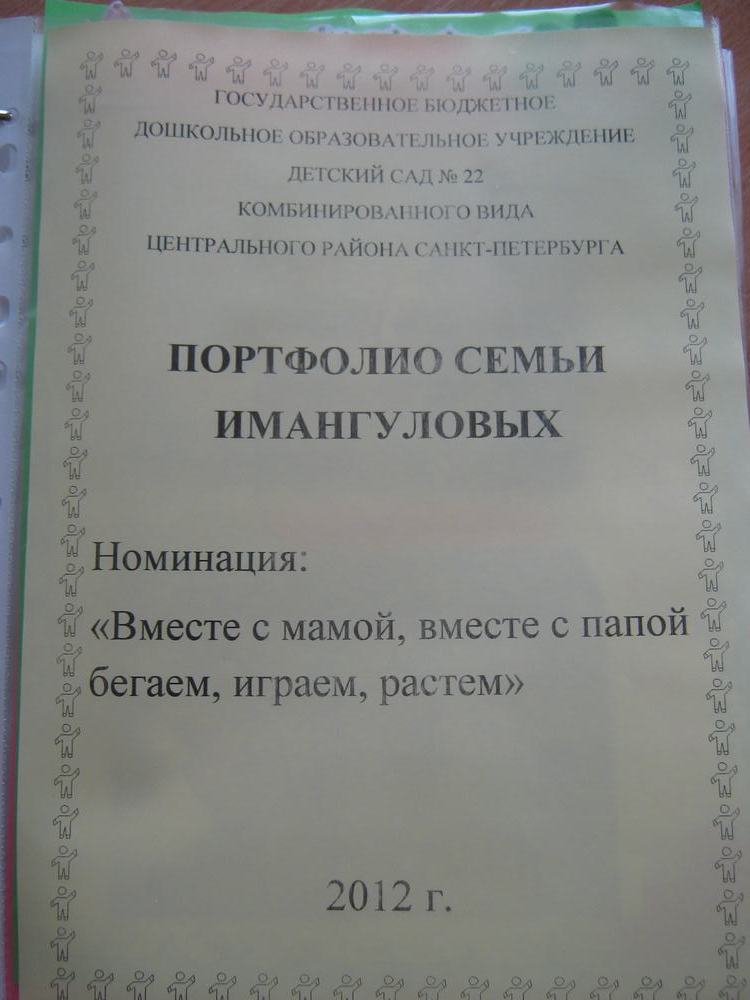 ГОСУДАРСТВЕННОЕ БЮДЖЕТНОЕ
ДОШКОЛЬНОЕ ОБРАЗОВАТЕЛЬНОЕ УЧРЕЖДЕНИЕ
ДЕТСКИЙ САД № 22
КОМБИНИРОВАННОГО ВИДА
ЦЕНТРАЛЬНОГО РАЙОНА САНКТ-ПЕТЕРБУРГА
ПОРТФОЛИО СЕМЬИ
ИМАНГУЛОВЫХ
Номинация:
«Вместе с мамой, вместе с папой
бегаем, играем, растем»
2012 г.